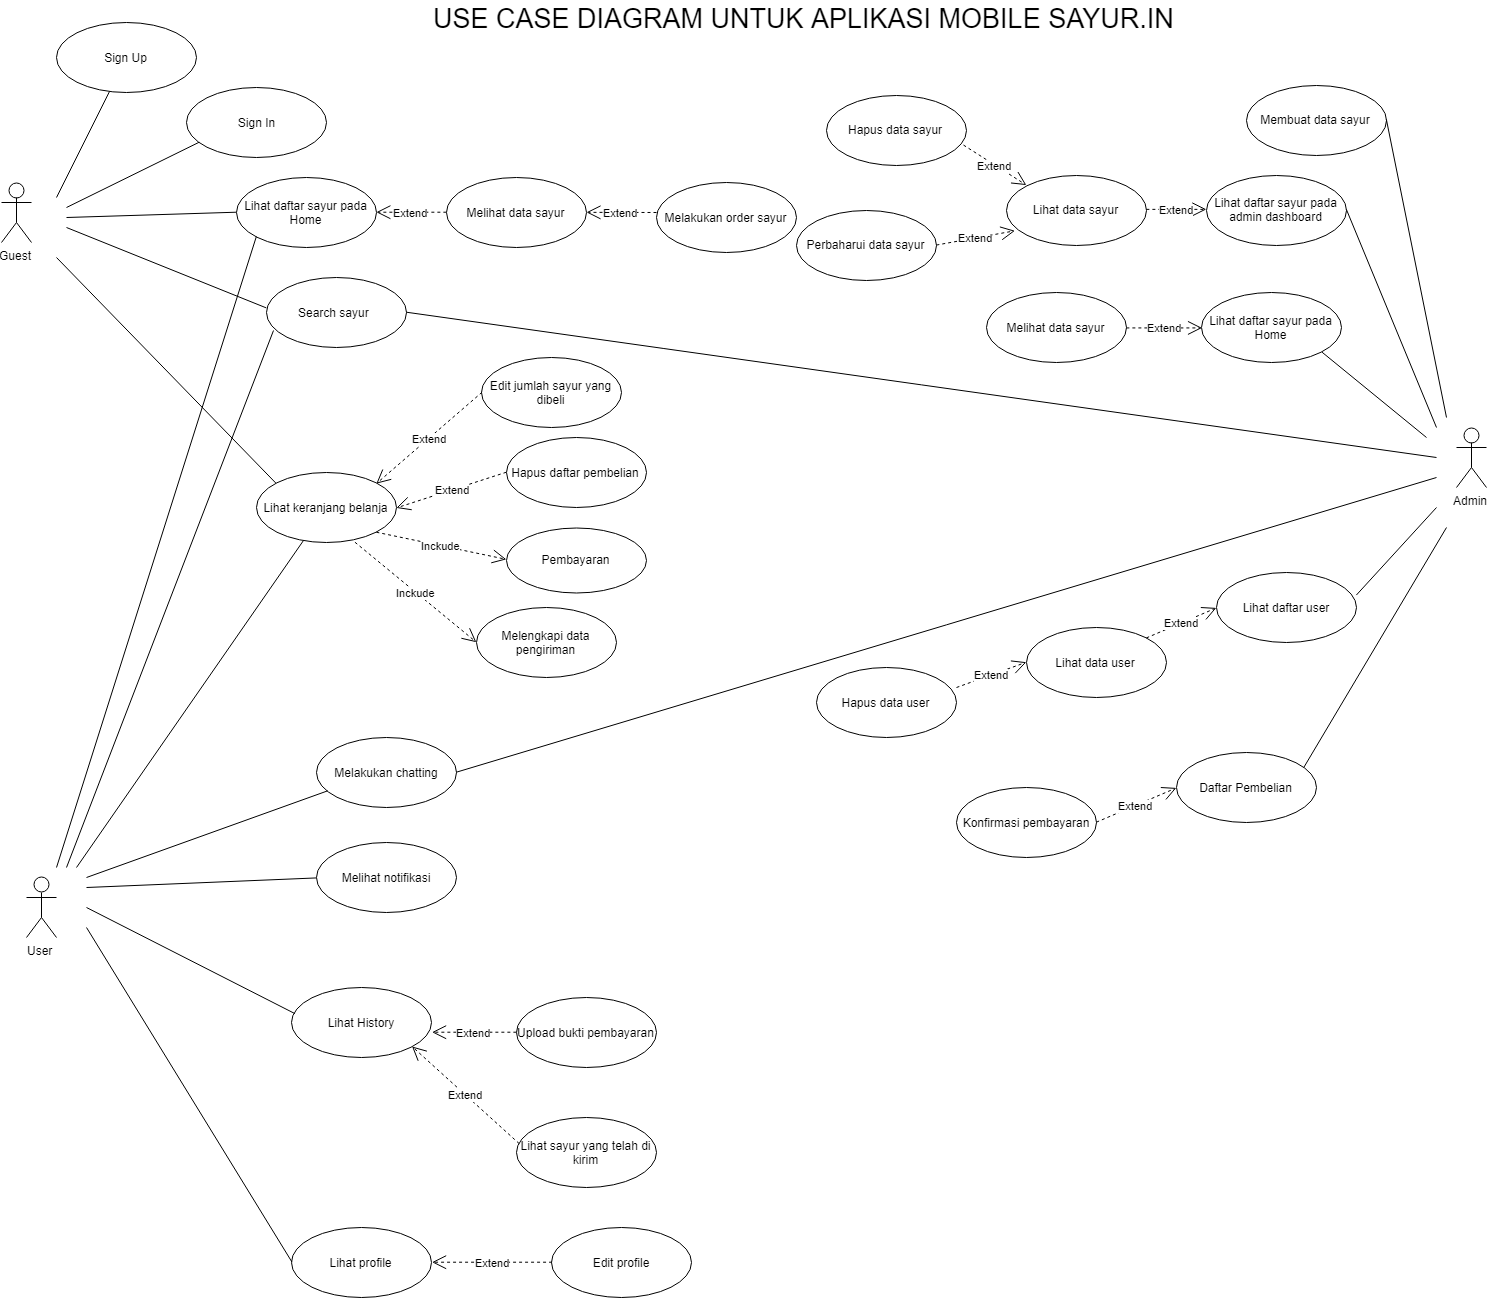 USE CASE DIAGRAM UNTUK APLIKASI MOBILE SAYUR.IN
Sign Up
Sign In
Guest
Lihat daftar sayur pada
Home
Extend
Melihat data sayur
Extend
Melakukan order sayur
Search sayur
Hapus data sayur
Extend
Perbaharui data sayur
Extend
Lihat data sayur
Extend
Lihat daftar sayur pada
admin dashboard
Membuat data sayur
Melihat data sayur
Extend
Lihat daftar sayur pada
Home
Admin
Edit jumlah sayur yang
dibeli
Extend
Hapus daftar pembelian
Extend
Lihat keranjang belanja
Inckude
Pembayaran
Inckude
Melengkapi data
pengiriman
Lihat daftar user
Extend
Lihat data user
Extend
Hapus data user
Melakukan chatting
Daftar Pembelian
Extend
Konfirmasi pembayaran
Melihat notifikasi
User
Lihat History
Extend
Upload bukti pembayaran
Extend
Lihat sayur yang telah di
kirim
Lihat profile
Extend
Edit profile